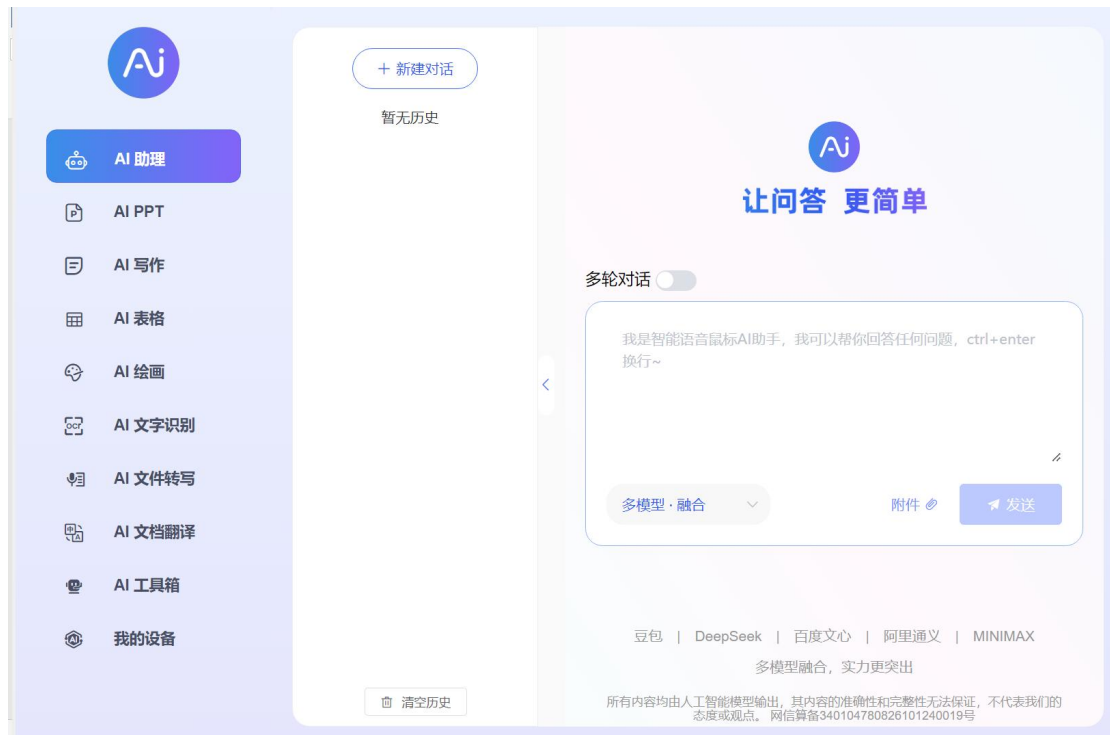 Ai
AI 助理
AI PPT
AI 写作
AI 表格
AI 绘画
AI 文字识别
AI 文件转写
AI 文档翻译
AI 工具箱
我的设备
+ 新建对话
暂无历史
清空历史
Ai
让问答 更简单
多轮对话
我是智能语音鼠标AI助手，我可以帮你回答任何问题，ctrl+enter
换行~
多模型 · 融合
附件
发送
豆包 | DeepSeek | 百度文心 | 阿里通义 | MINIMAX
多模型融合，实力更突出
所有内容均由人工智能模型输出，其内容的准确性和完整性无法保证，不代表我们的
态度或观点。 网信算备340104780826101240019号